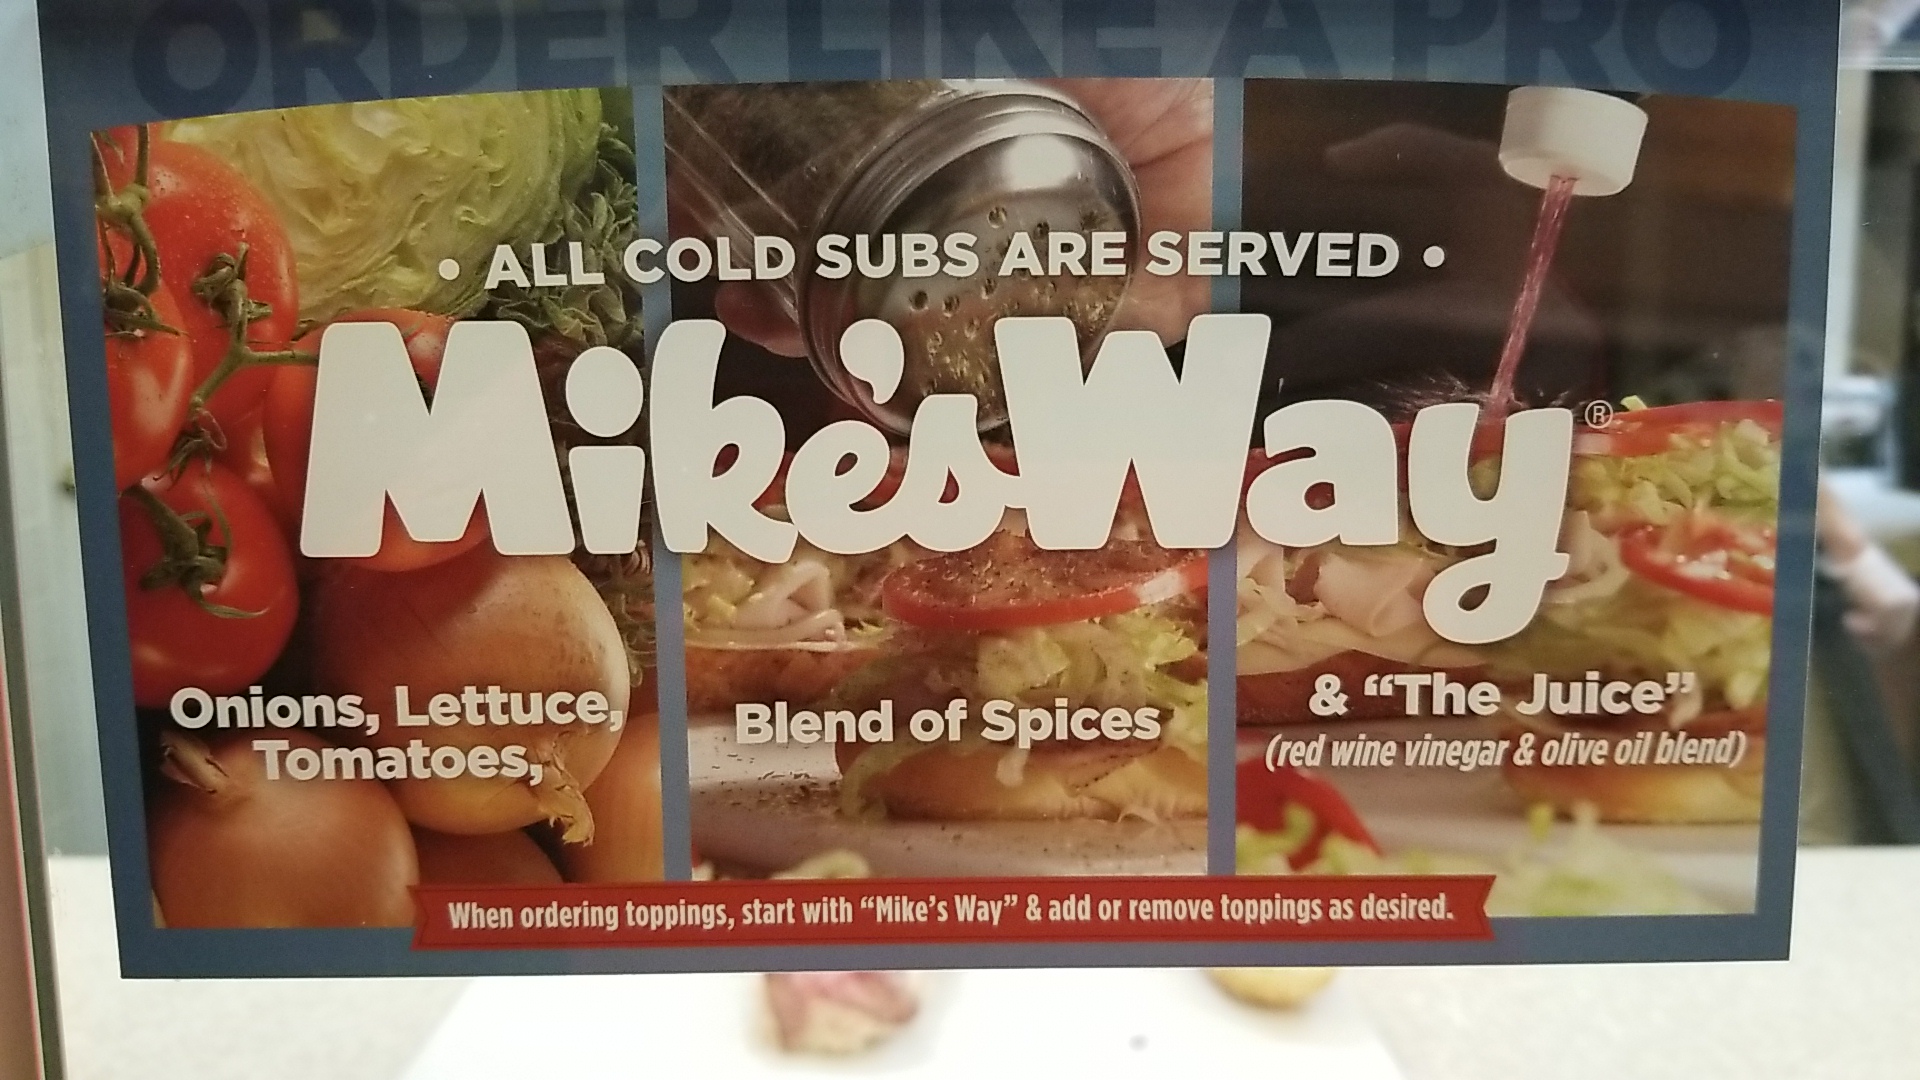 ORDER LIKE A PRO
• ALL COLD SUBS ARE SERVED •
Mike's Way®
Onions, Lettuce,
Tomatoes,
Blend of Spices
& “The Juice”
(red wine vinegar & olive oil blend)
When ordering toppings, start with “Mike's Way” & add or remove toppings as desired.